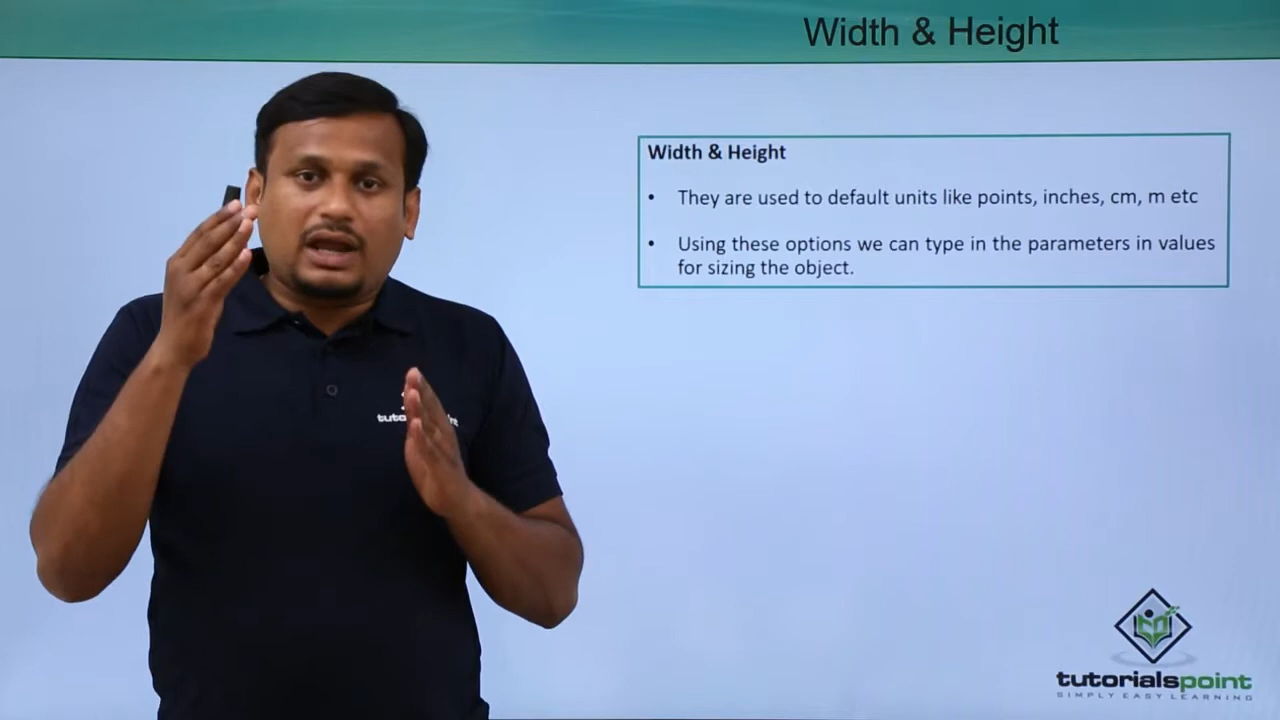 Width & Height
Width & Height
• They are used to default units like points, inches, cm, m etc
• Using these options we can type in the parameters in values
for sizing the object.
tutorialspoint
SIMPLY EASY LEARNING